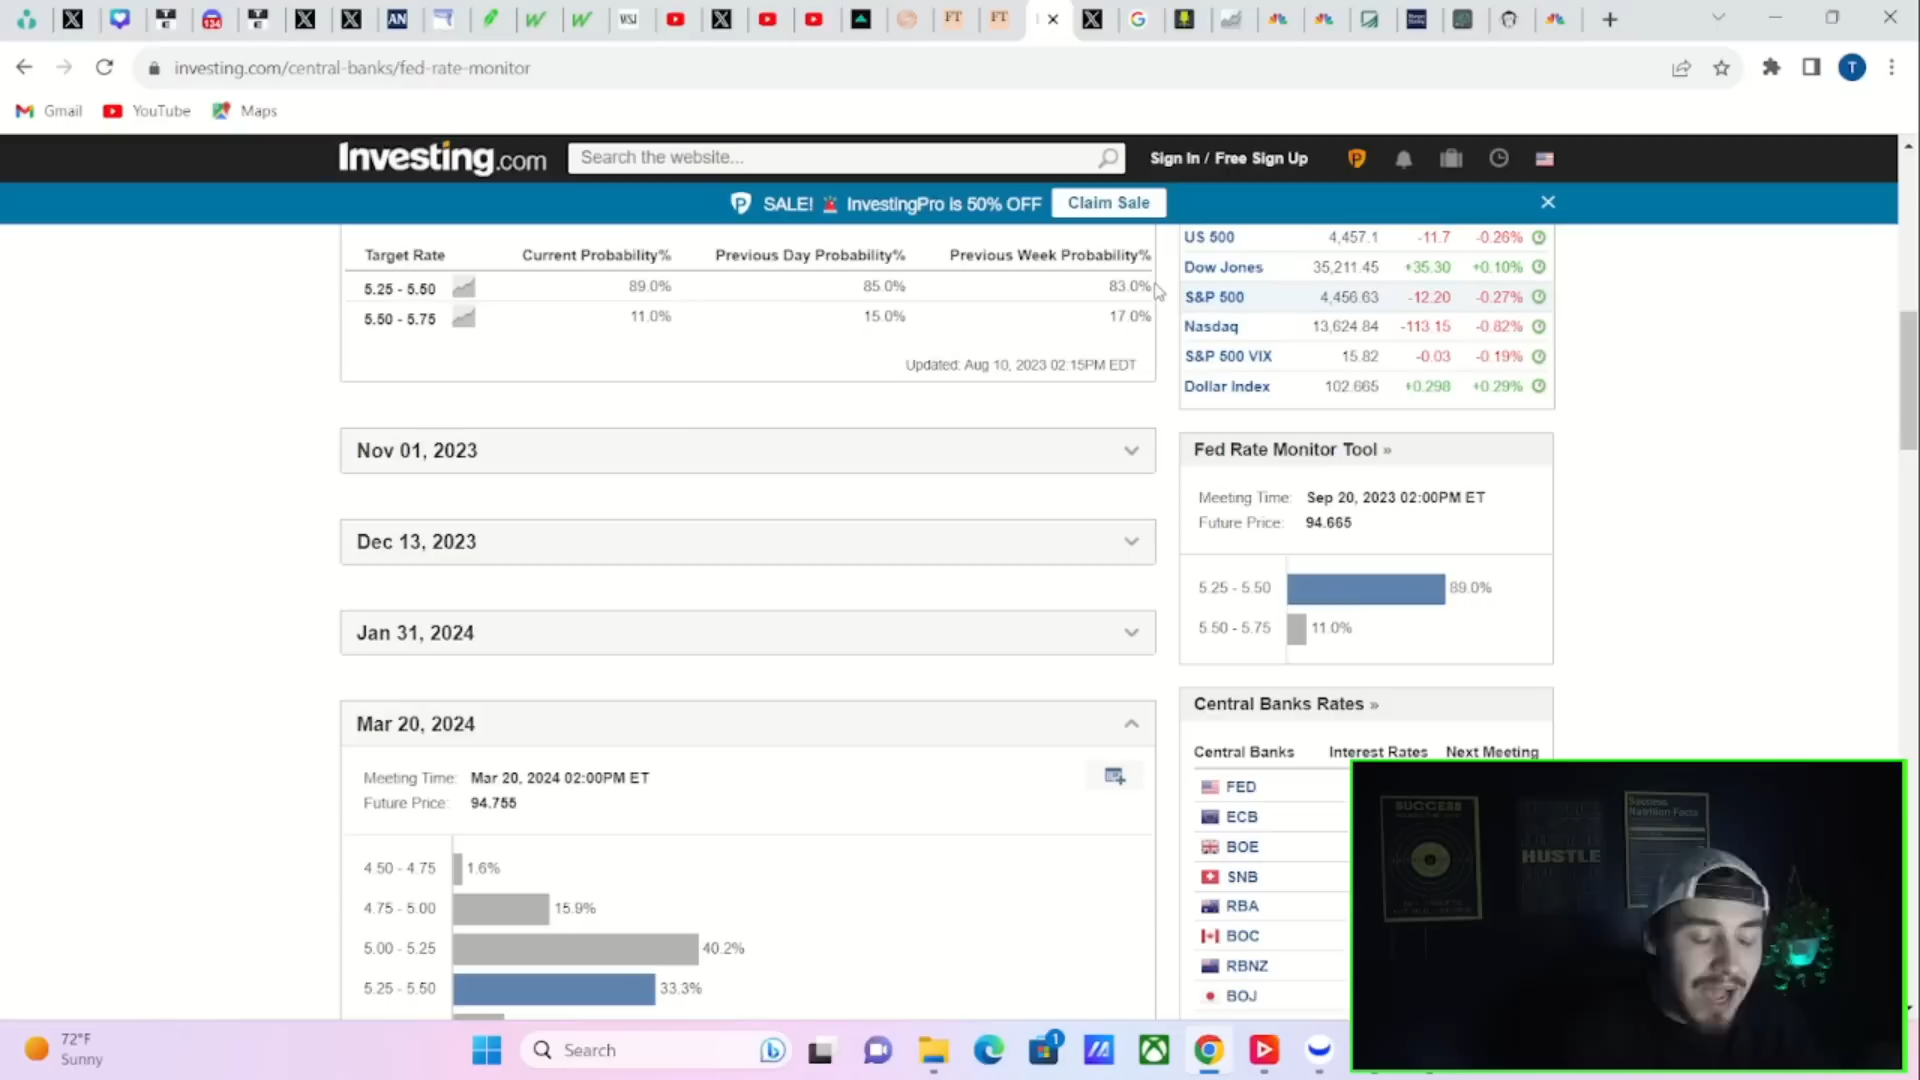 AN
134
WSJ
FT
FT
investing.com/central-banks/fed-rate-monitor
T
Gmail
YouTube
Maps
Investing.com
Search the website...
Sign In / Free Sign Up
SALE! InvestingPro is 50% OFF
Claim Sale
Target Rate Current Probability% Previous Day Probability% Previous Week Probability%
5.25 - 5.50 89.0% 85.0% 83.0%
5.50 - 5.75 11.0% 15.0% 17.0%
Updated: Aug 10, 2023 02:15PM EDT
Nov 01, 2023
Dec 13, 2023
Jan 31, 2024
Mar 20, 2024
Meeting Time: Mar 20, 2024 02:00PM ET
Future Price: 94.755
4.50 - 4.75 1.6%
4.75 - 5.00 15.9%
5.00 - 5.25 40.2%
5.25 - 5.50 33.3%
US 500 4,457.1 -11.7 -0.26%
Dow Jones 35,211.45 +35.30 +0.10%
S&P 500 4,456.63 -12.20 -0.27%
Nasdaq 13,624.84 -113.15 -0.82%
S&P 500 VIX 15.82 -0.03 -0.19%
Dollar Index 102.665 +0.298 +0.29%
Fed Rate Monitor Tool »
Meeting Time: Sep 20, 2023 02:00PM ET
Future Price: 94.665
5.25 - 5.50 89.0%
5.50 - 5.75 11.0%
Central Banks Rates »
Central Banks Interest Rates Next Meeting
FED
ECB
BOE
SNB
RBA
BOC
RBNZ
BOJ
SUCCESS
HUSTLE
Success
Nutrition Facts
72°F
Sunny
Search
1